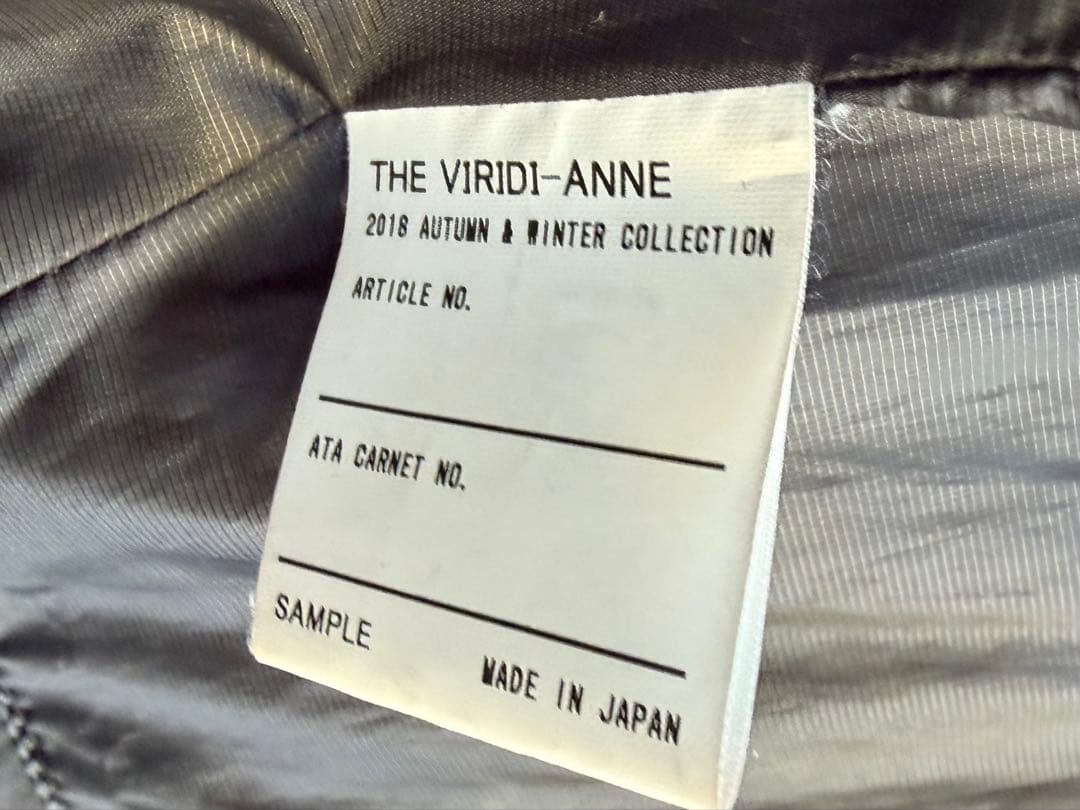 THE VIRIDI-ANNE
2018 AUTUMN & WINTER COLLECTION
ARTICLE NO.
ATA CARNET NO.
SAMPLE
MADE IN JAPAN